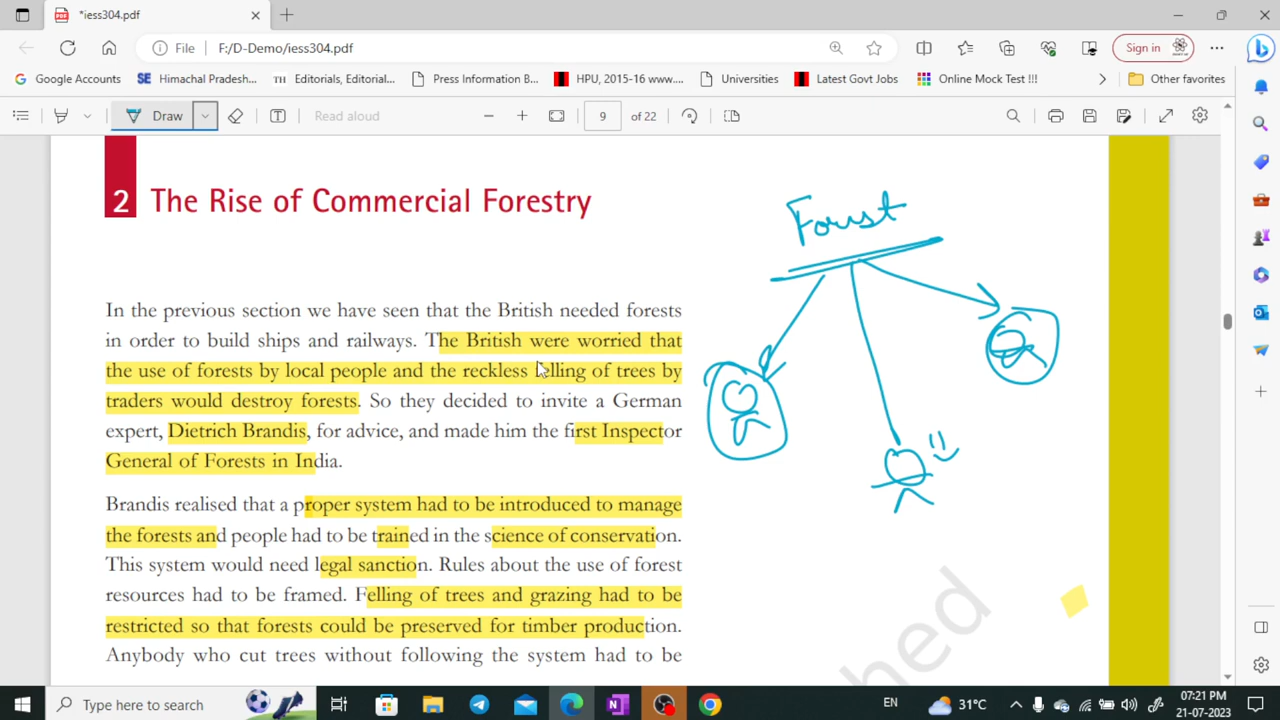 *iess304.pdf
File F:/D-Demo/iess304.pdf Sign in
Google Accounts SE Himachal Pradesh... TH Editorials, Editorial... Press Information B... HPU, 2015-16 www.... Universities Latest Govt Jobs Online Mock Test !!! Other favorites
Draw Read aloud 9 of 22
2 The Rise of Commercial Forestry
Forust
In the previous section we have seen that the British needed forests
in order to build ships and railways. The British were worried that
the use of forests by local people and the reckless felling of trees by
traders would destroy forests. So they decided to invite a German
expert, Dietrich Brandis, for advice, and made him the first Inspector
General of Forests in India.
Brandis realised that a proper system had to be introduced to manage
the forests and people had to be trained in the science of conservation.
This system would need legal sanction. Rules about the use of forest
resources had to be framed. Felling of trees and grazing had to be
restricted so that forests could be preserved for timber production.
Anybody who cut trees without following the system had to be
hed
Type here to search 31°C EN 07:21 PM
21-07-2023